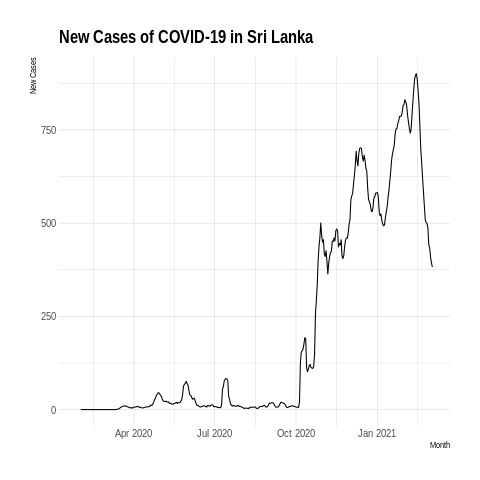 New Cases of COVID-19 in Sri Lanka
New Cases
750
500
250
0
Apr 2020 Jul 2020 Oct 2020 Jan 2021
Month